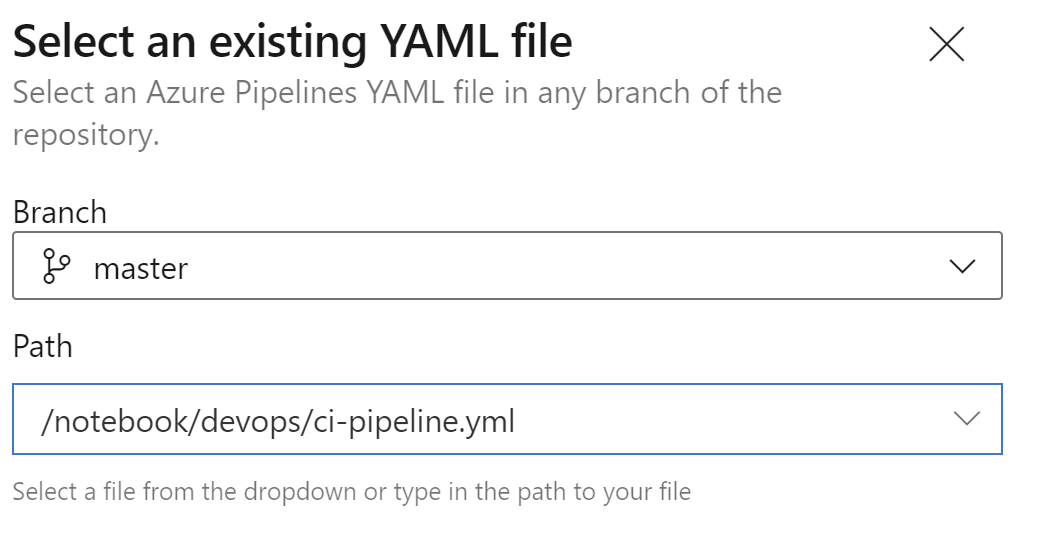 Select an existing YAML file
Select an Azure Pipelines YAML file in any branch of the
repository.
Branch
master
Path
/notebook/devops/ci-pipeline.yml
Select a file from the dropdown or type in the path to your file